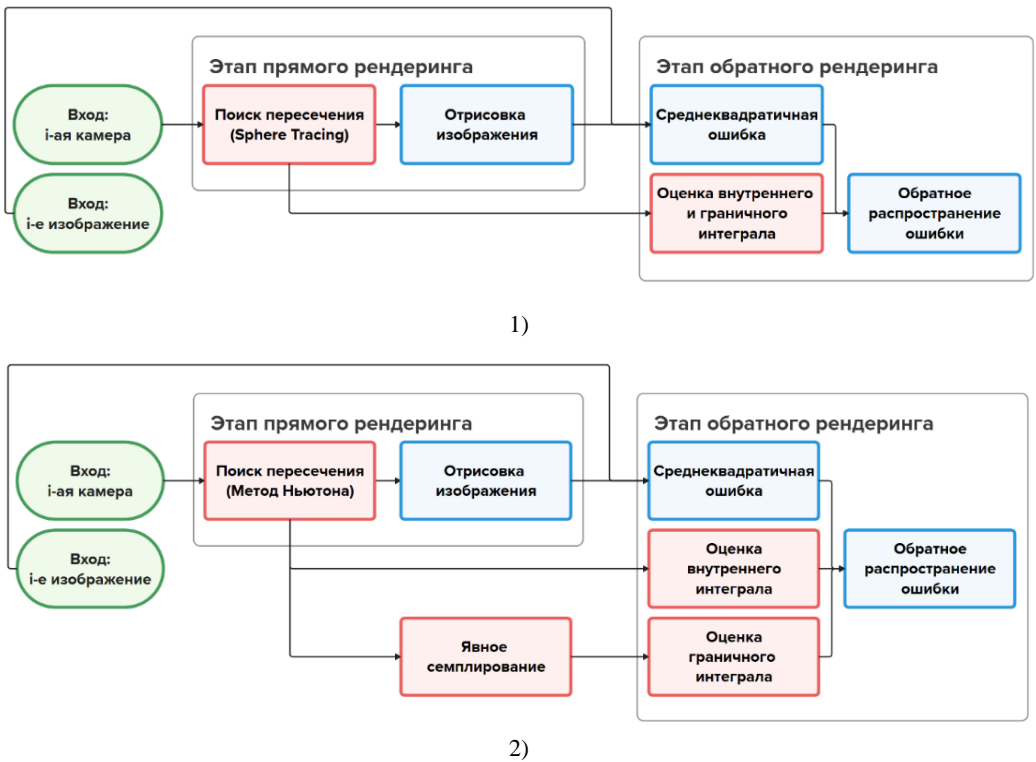 Этап прямого рендеринга
Этап обратного рендеринга
Вход:
i-ая камера
Поиск пересечения
(Sphere Tracing)
Отрисовка
изображения
Среднеквадратичная
ошибка
Вход:
i-е изображение
Оценка внутреннего
и граничного
интеграла
Обратное
распространение
ошибки
1)
Этап прямого рендеринга
Этап обратного рендеринга
Вход:
i-ая камера
Поиск пересечения
(Метод Ньютона)
Отрисовка
изображения
Среднеквадратичная
ошибка
Вход:
i-е изображение
Оценка
внутреннего
интеграла
Обратное
распространение
ошибки
Явное
семплирование
Оценка
граничного
интеграла
2)